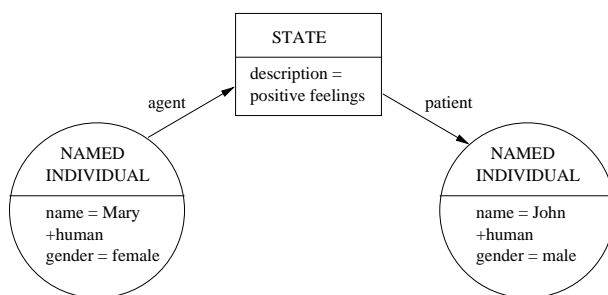 STATE
description =
positive feelings
agent
patient
NAMED
INDIVIDUAL
name = Mary
+human
gender = female
NAMED
INDIVIDUAL
name = John
+human
gender = male